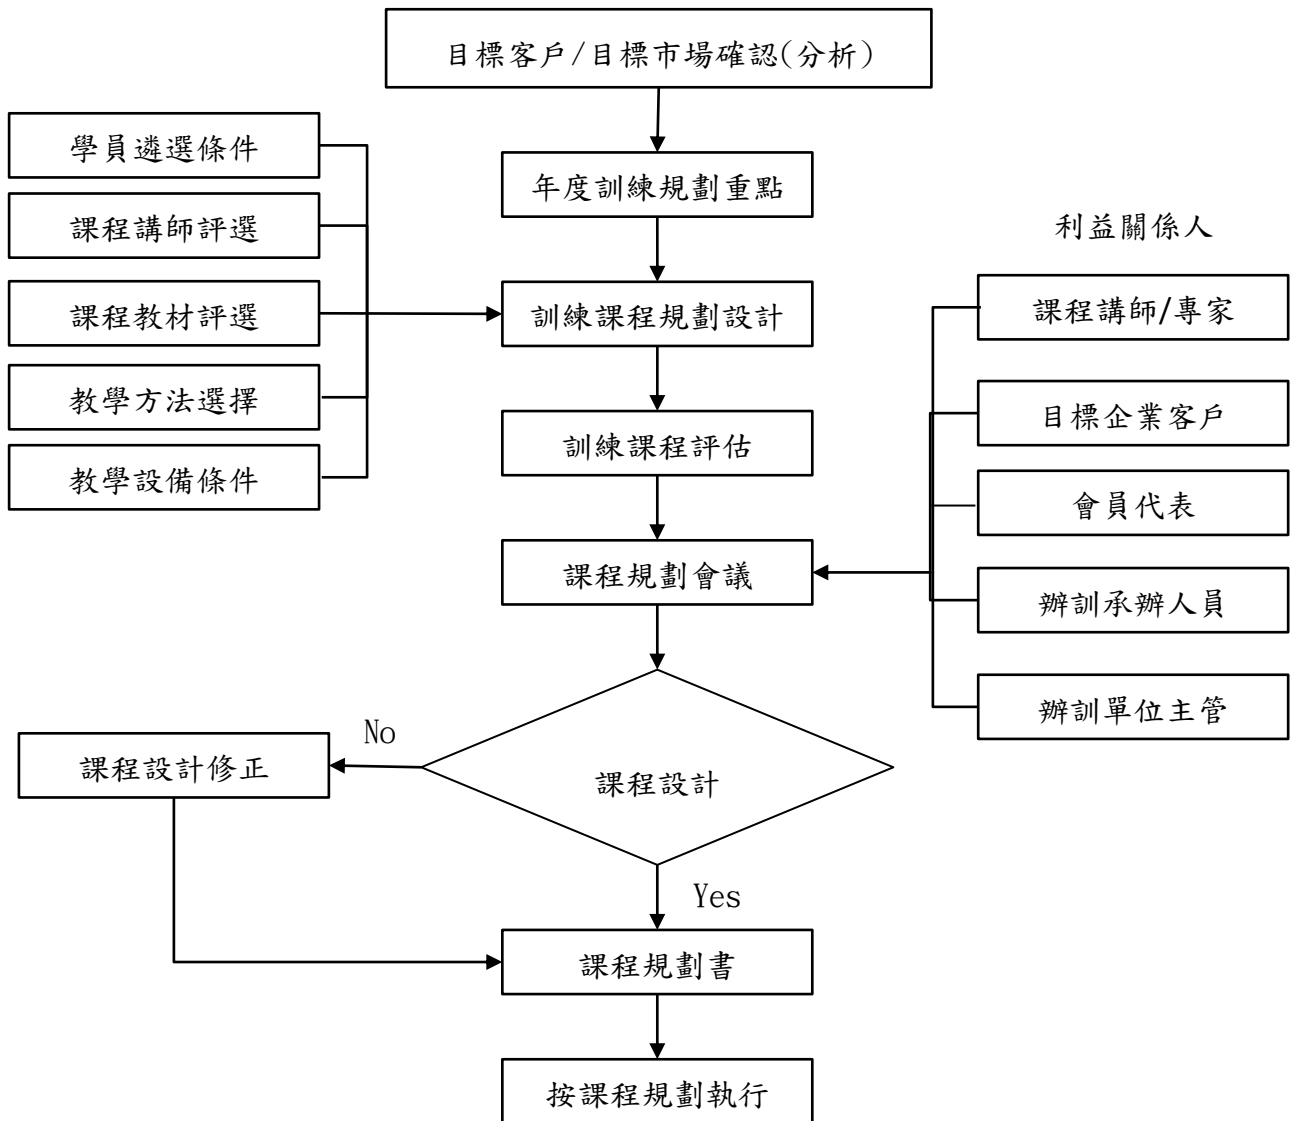 目標客戶/目標市場確認(分析)
學員遴選條件
年度訓練規劃重點
課程講師評選
利益關係人
課程教材評選
訓練課程規劃設計
課程講師/專家
教學方法選擇
目標企業客戶
訓練課程評估
教學設備條件
會員代表
課程規劃會議
辦訓承辦人員
辦訓單位主管
No
課程設計修正
課程設計
Yes
課程規劃書
按課程規劃執行